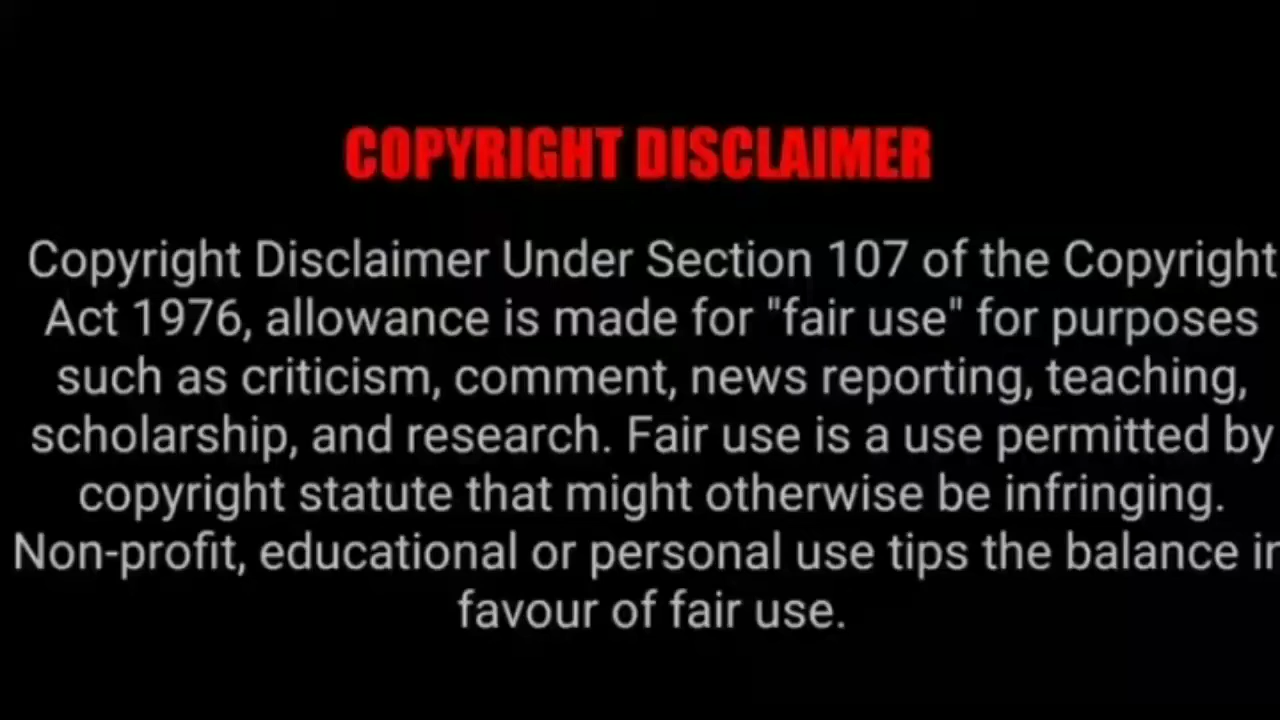 COPYRIGHT DISCLAIMER
Copyright Disclaimer Under Section 107 of the Copyright
Act 1976, allowance is made for "fair use" for purposes
such as criticism, comment, news reporting, teaching,
scholarship, and research. Fair use is a use permitted by
copyright statute that might otherwise be infringing.
Non-profit, educational or personal use tips the balance in
favour of fair use.